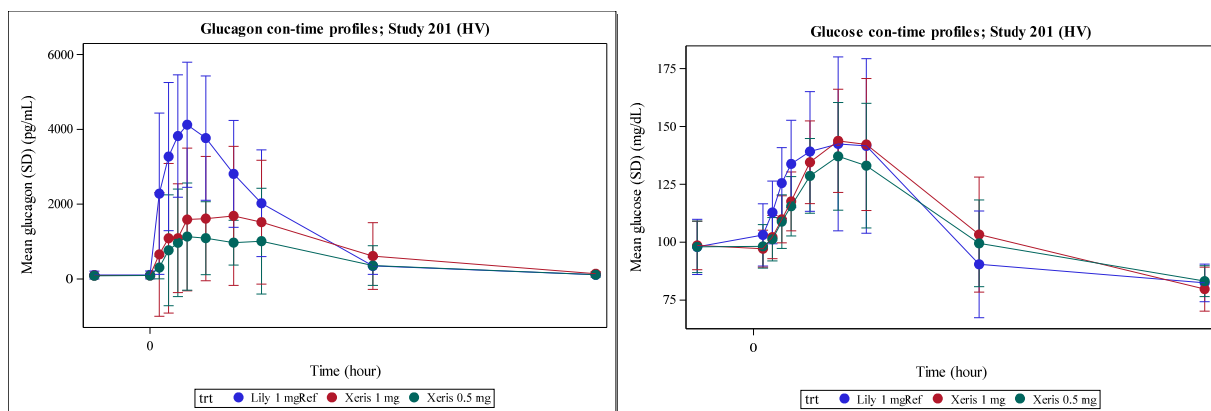 Glucagon con-time profiles; Study 201 (HV)
6000
4000
2000
0
Mean glucagon (SD) (pg/mL)
0
Time (hour)
trt Lily 1 mgRef Xeris 1 mg Xeris 0.5 mg
Glucose con-time profiles; Study 201 (HV)
175
150
125
100
75
Mean glucose (SD) (mg/dL)
0
Time (hour)
trt Lily 1 mgRef Xeris 1 mg Xeris 0.5 mg